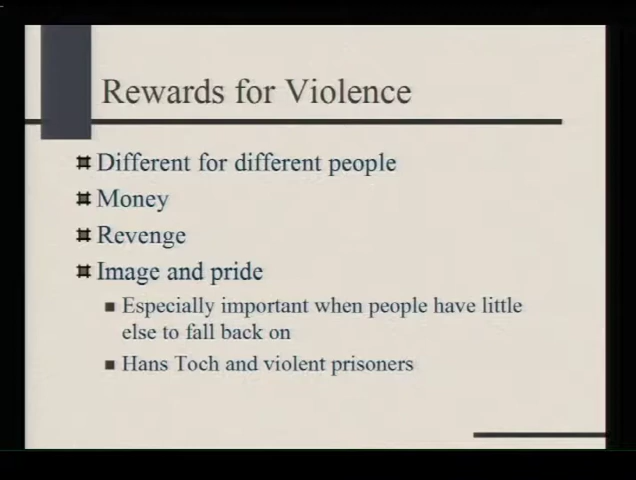 Rewards for Violence
Different for different people
Money
Revenge
Image and pride
Especially important when people have little
else to fall back on
Hans Toch and violent prisoners